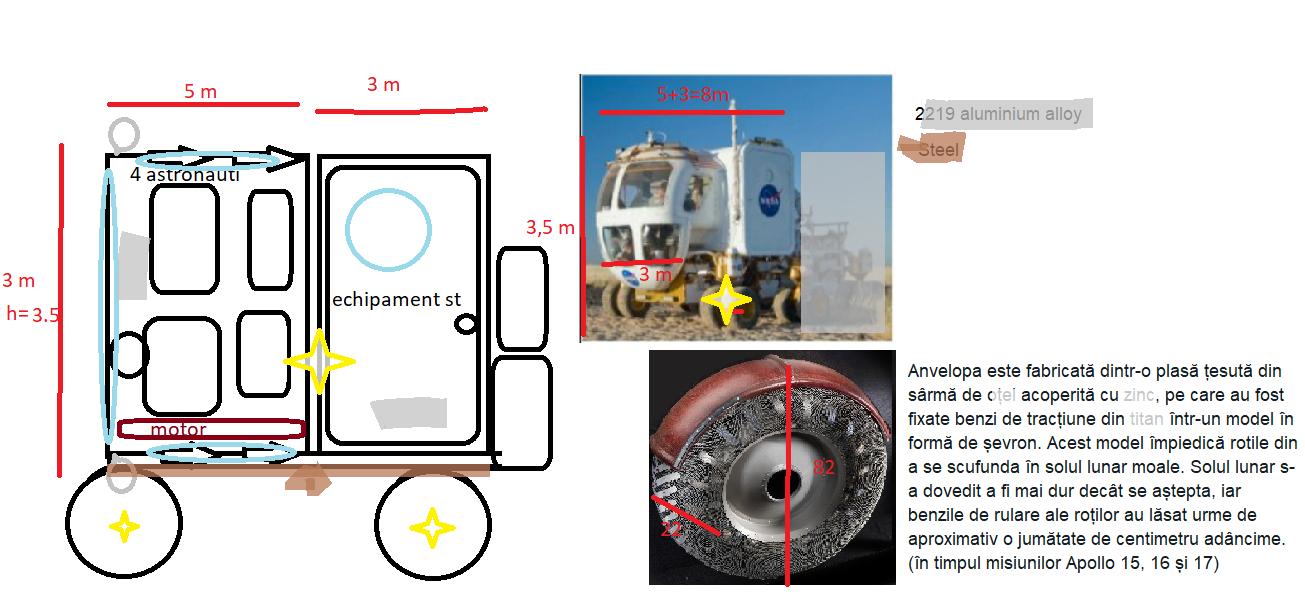 5 m
3 m
4 astronauti
3 m
h=3.5
echipament st
motor
5+3=8m
3,5 m
3 m
NASA
2219 aluminium alloy
Steel
82
22
Anvelopa este fabricată dintr-o plasă țesută din
sârmă de oțel acoperită cu zinc, pe care au fost
fixate benzi de tracțiune din titan într-un model în
formă de șevron. Acest model împiedică rotile din
a se scufunda în solul lunar moale. Solul lunar s-
a dovedit a fi mai dur decât se aștepta, iar
benzile de rulare ale roților au lăsat urme de
aproximativ o jumătate de centimetru adâncime.
(în timpul misiunilor Apollo 15, 16 și 17)